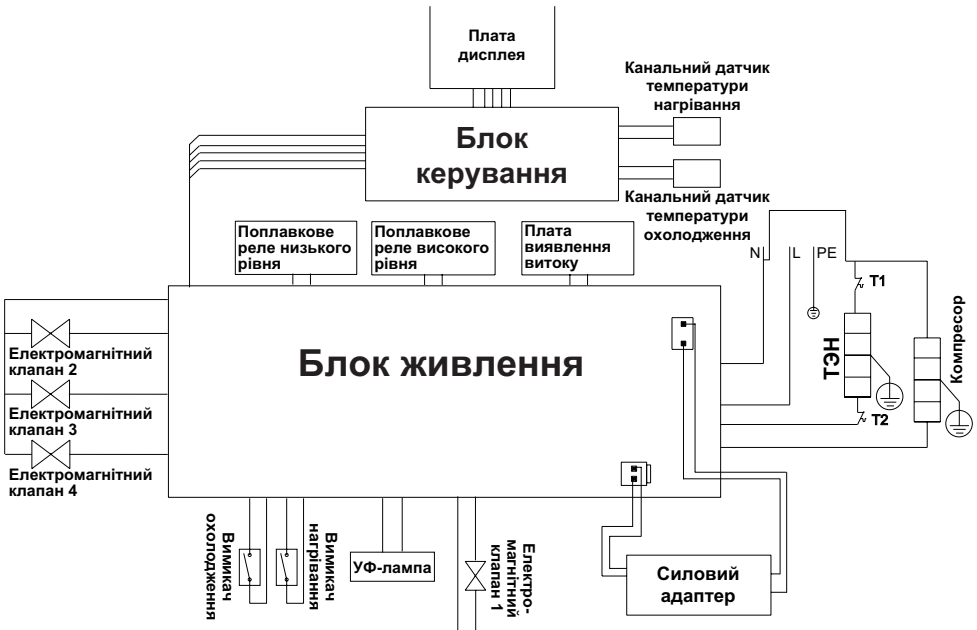 Плата
дисплея
Канальний датчик
температури
нагрівання
Блок
керування
Канальний датчик
температури
охолодження
Поплавкове
реле низького
рівня
Поплавкове
реле високого
рівня
Плата
виявлення
витоку
N
L
PE
T1
ТЭН
T2
Компресор
Блок живлення
Електромагнітний
клапан 2
Електромагнітний
клапан 3
Електромагнітний
клапан 4
Вимикач
охолодження
Вимикач
нагрівання
УФ-лампа
Електро-
магнітний
клапан 1
Силовий
адаптер